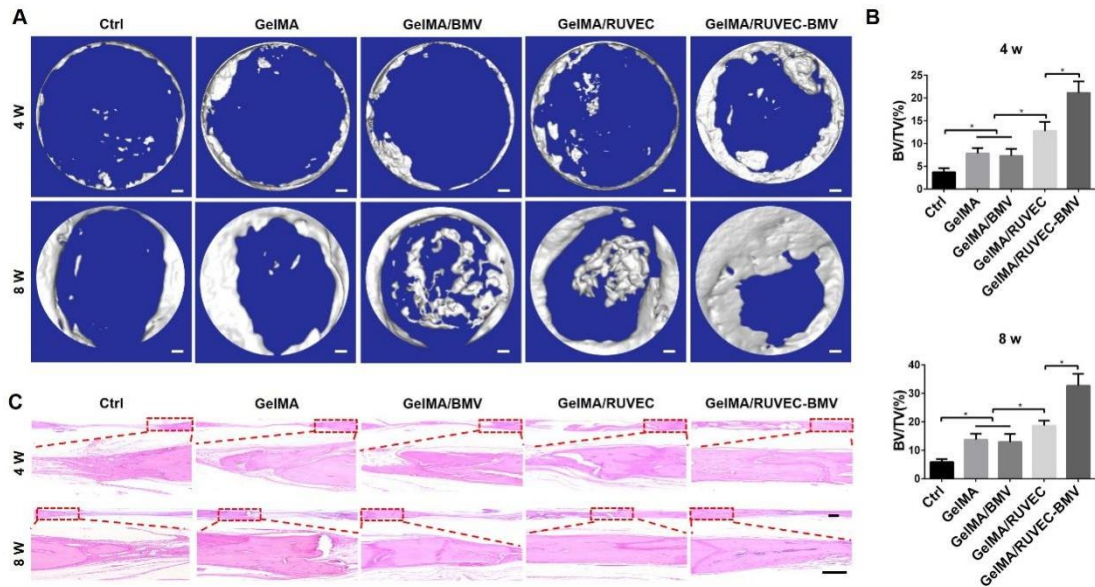 A
Ctrl GelMA GelMA/BMV GelMA/RUVEC GelMA/RUVEC-BMV
4 W
8 W
B
4 w
BV/TV(%)
25
20
15
10
5
0
Ctrl
GelMA
GelMA/BMV
GelMA/RUVEC
GelMA/RUVEC-BMV
* * *
8 w
BV/TV(%)
40
30
20
10
0
Ctrl
GelMA
GelMA/BMV
GelMA/RUVEC
GelMA/RUVEC-BMV
* * *
C
Ctrl GelMA GelMA/BMV GelMA/RUVEC GelMA/RUVEC-BMV
4 W
8 W